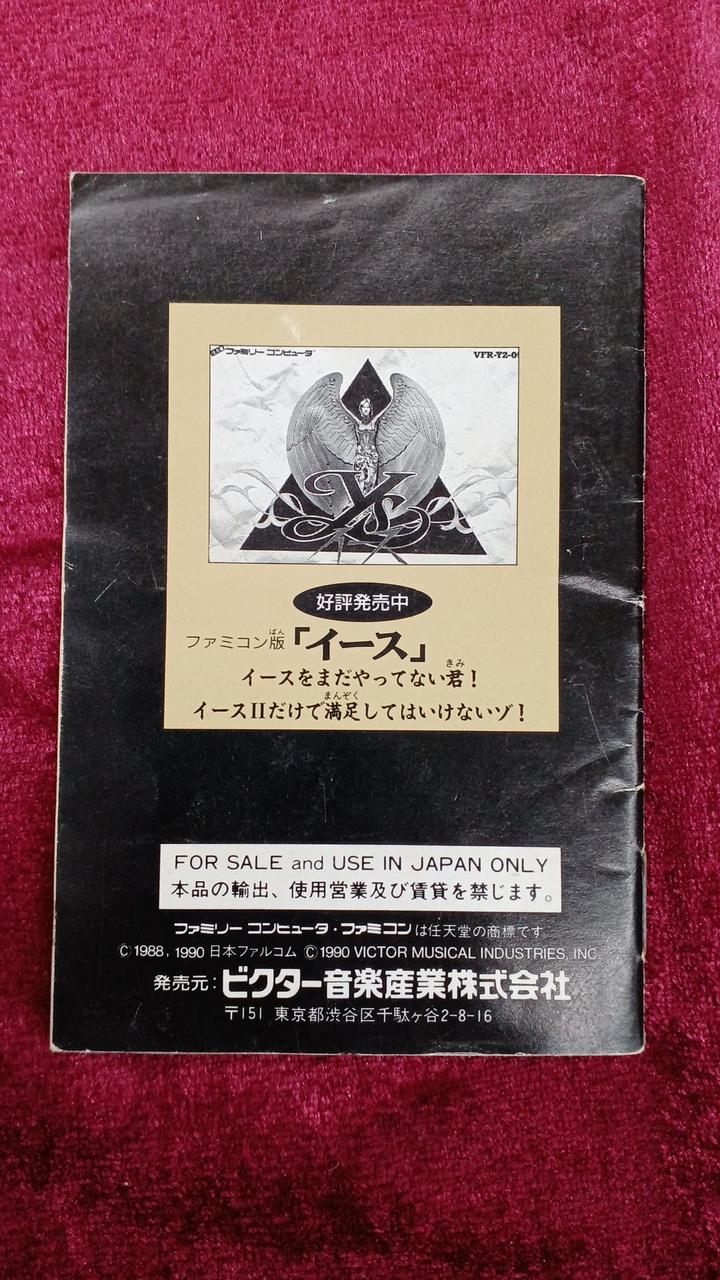 ファミリー コンピュータ
VFR-Y2-0
Ys
好評発売中
ファミコン版「イース」
イースをまだやってない君!
イースIIだけで満足してはいけないゾ!
FOR SALE and USE IN JAPAN ONLY
本品の輸出、使用営業及び賃貸を禁じます。
ファミリー コンピュータ・ファミコンは任天堂の商標です。
©1988, 1990 日本ファルコム ©1990 VICTOR MUSICAL INDUSTRIES, INC.
発売元:ビクター音楽産業株式会社
〒151 東京都渋谷区千駄ヶ谷2-8-16